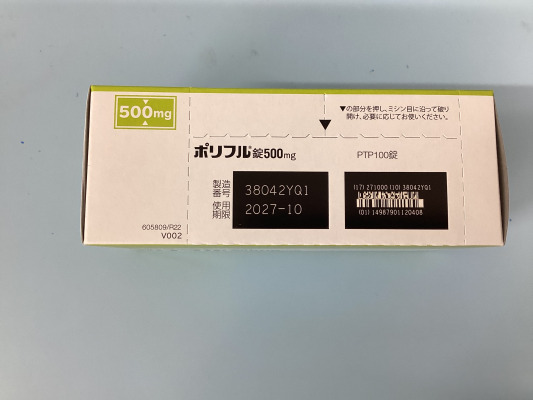 500mg
▼の部分を押し、ミシン目に沿って破り
開け、必要に応じてお使いください。
ポリフル錠500mg
PTP100錠
製造番号 38042YQ1
使用期限 2027-10
(17) 271000 (10) 38042YQ1
(01) 14987901120408
605809/R22
V002